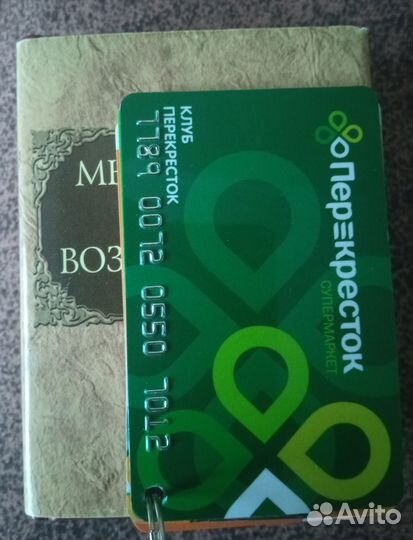 МЕ
ВОЗ
КЛУБ
ПЕРЕКРЕСТОК
7789 0072 0550 7012
Перекресток
СУПЕРМАРКЕТ
Avito